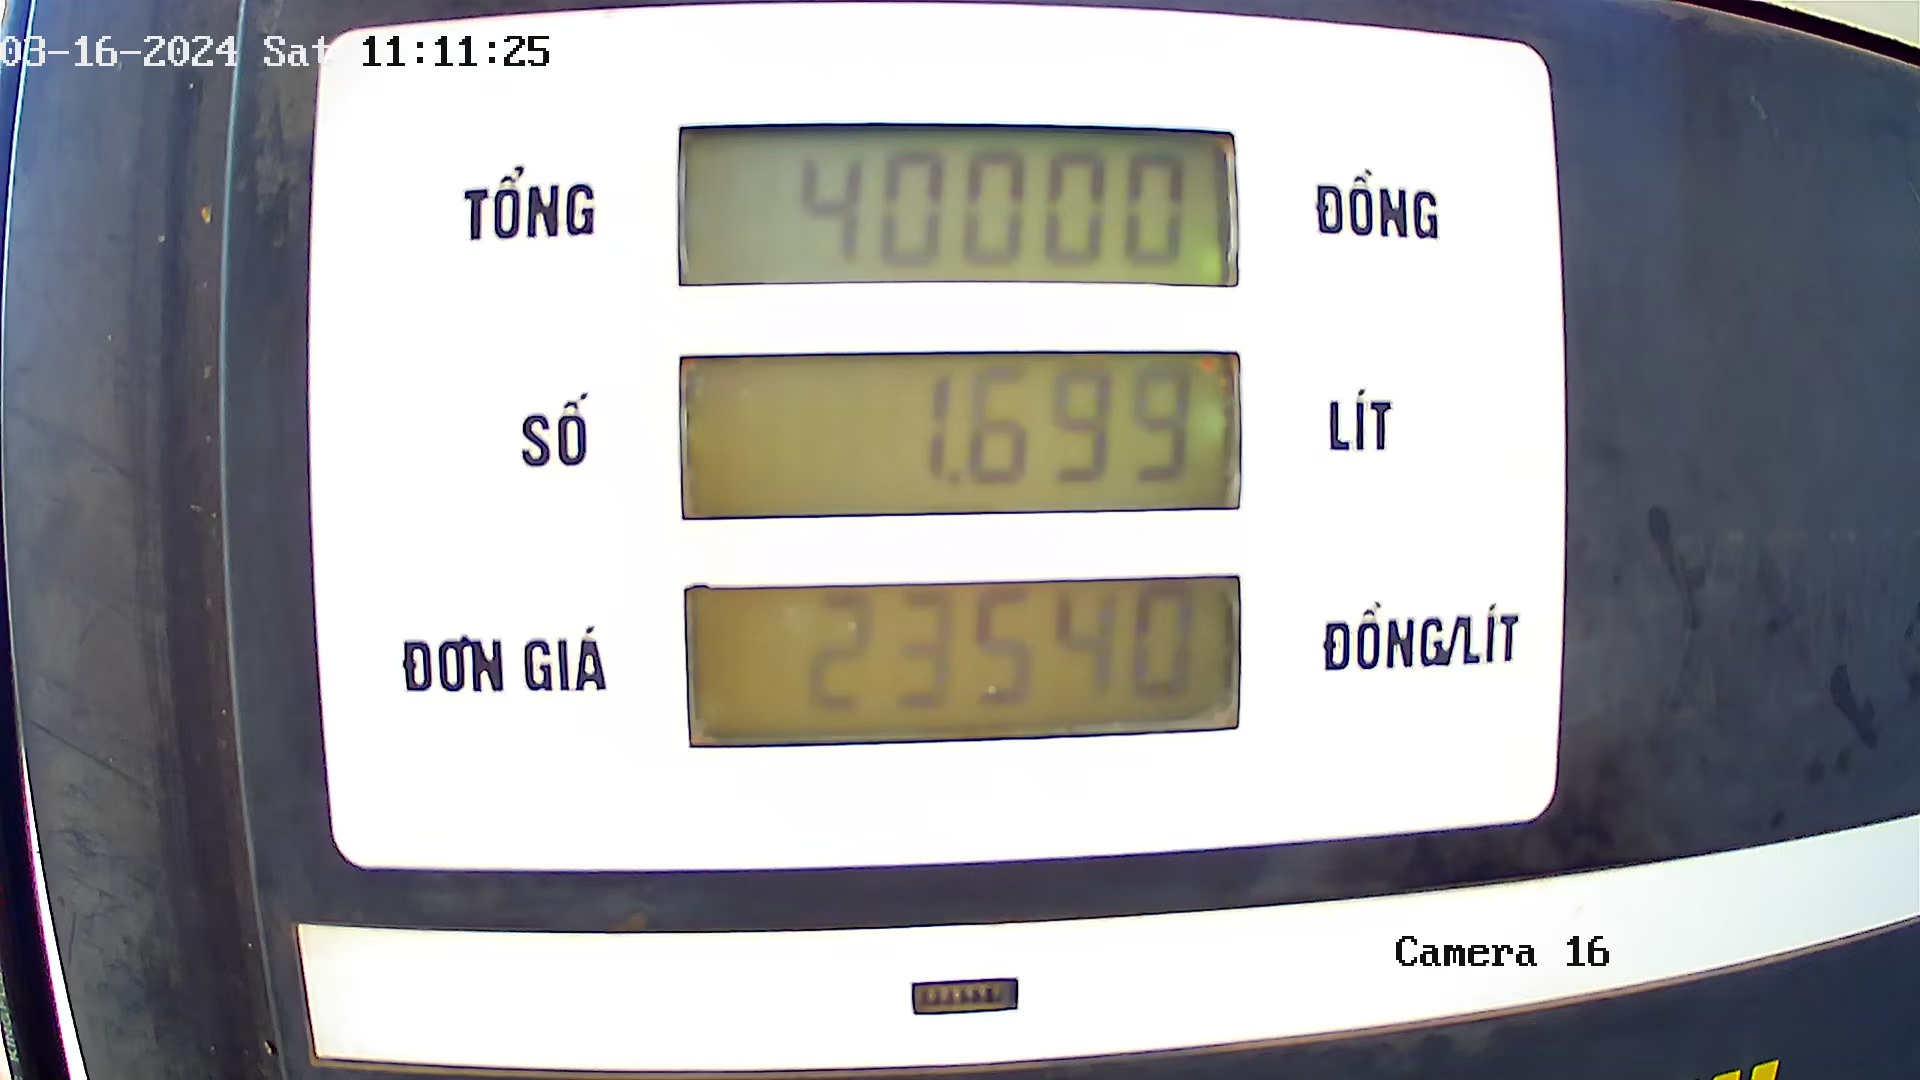 03-16-2024 Sat 11:11:25
TỔNG 40000 ĐỒNG
SỐ 1.699 LÍT
ĐƠN GIÁ 23540 ĐỒNG/LÍT
Camera 16